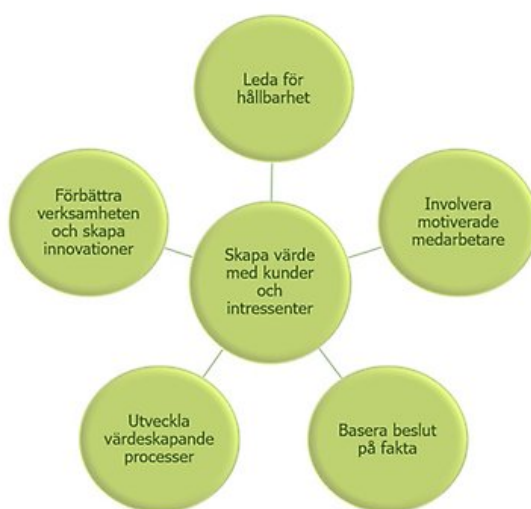 Leda för
hållbarhet
Förbättra
verksamheten
och skapa
innovationer
Involvera
motiverade
medarbetare
Skapa värde
med kunder
och
intressenter
Utveckla
värdeskapande
processer
Basera beslut
på fakta